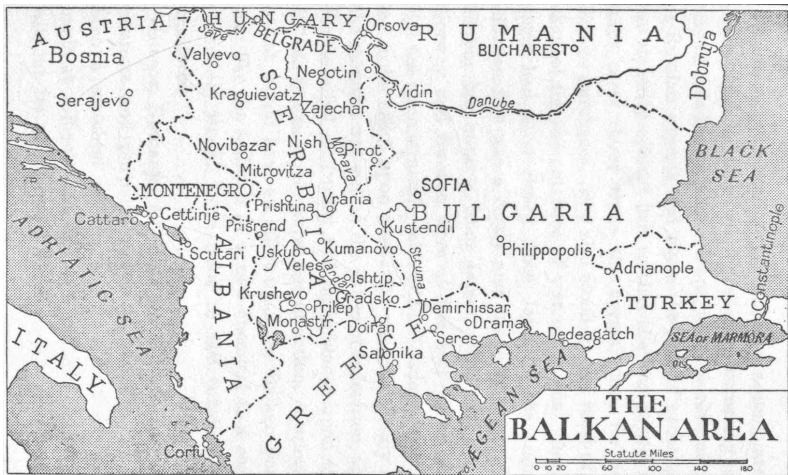 AUSTRIA-HUNGARY
Bosnia
Save
BELGRADE
Orsova
RUMANIA
BUCHAREST
Dobruja
Valyevo
Negotin
Vidin
Danube
Serajevo
Kraguievatz
Zajechar
SERBIA
Novibazar
Nish
Morava
Pirot
BLACK
SEA
Mitrovitza
SOFIA
MONTENEGRO
Prishtina
Vrania
BULGARIA
Cattaro
Cettinje
Prisrend
Kustendil
ADRIATIC SEA
Scutari
ALBANIA
Uskub
Kumanovo
Struma
Philippopolis
Constantinople
Veles
Vardar
Ishtip
Adrianople
Krushevo
Prilep
Gradsko
Demirhissar
TURKEY
Monastir
Doiran
Seres
Drama
Dedeagatch
SEA OF MARMORA
ITALY
Salonika
GREECE
ÆGEAN SEA
Corfu
THE
BALKAN AREA
Statute Miles
0 10 20 60 100 140 180